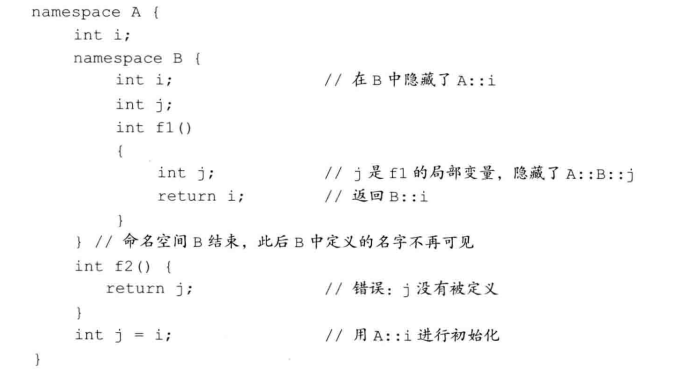 namespace A {
    int i;
    namespace B {
        int i;                // 在 B 中隐藏了 A::i
        int j;
        int f1()
        {
            int j;            // j 是 f1 的局部变量，隐藏了 A::B::j
            return i;         // 返回 B::i
        }
    } // 命名空间 B 结束，此后 B 中定义的名字不再可见
    int f2() {
        return j;             // 错误：j 没有被定义
    }
    int j = i;                // 用 A::i 进行初始化
}